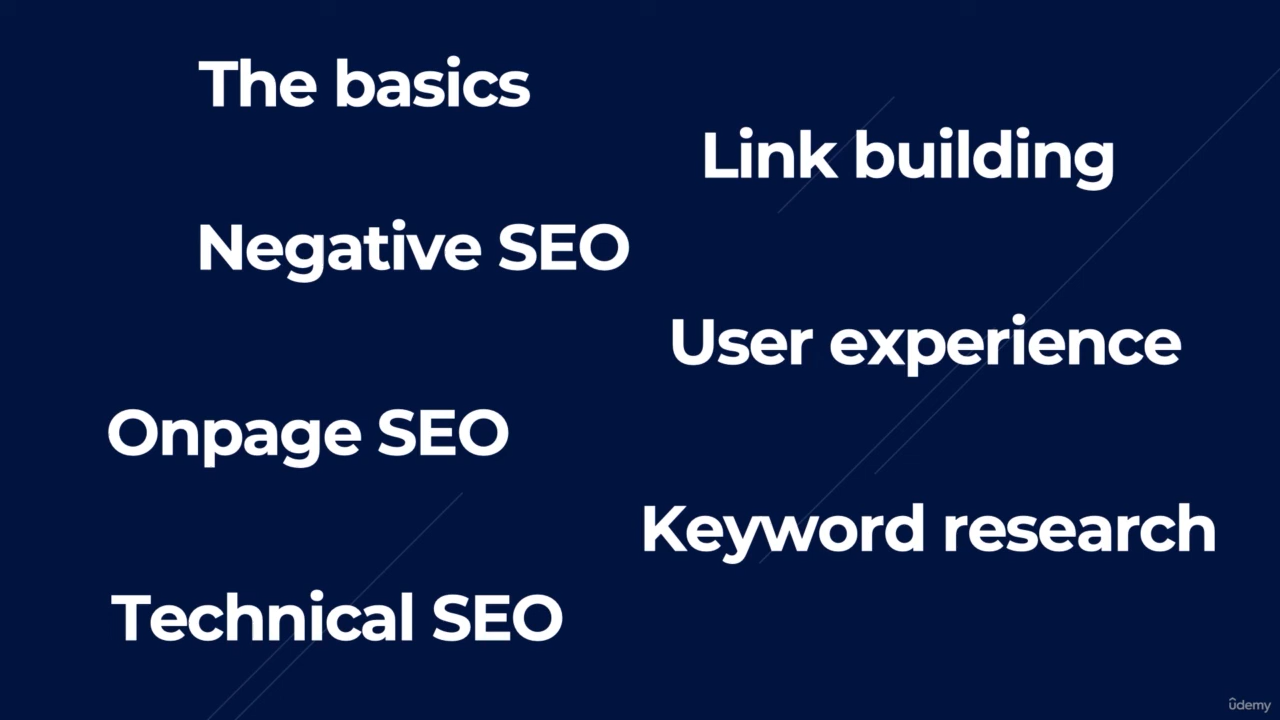 The basics
Link building
Negative SEO
User experience
Onpage SEO
Keyword research
Technical SEO
ûdemy